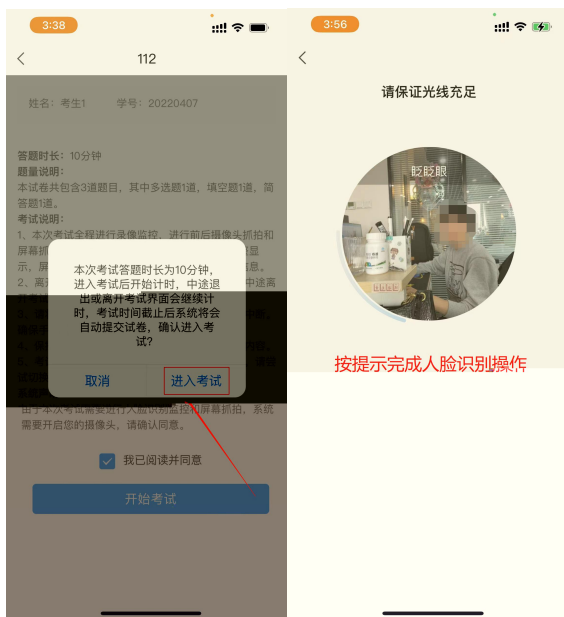 3:38
112
姓名：考生1 学号：20220407
答题时长：10分钟
题量说明：
本试卷共包含3道题目，其中多选题1道，填空题1道，简
答题1道。
考试说明：
1、本次考试全程进行录像监控，进行前后摄像头抓拍和
屏幕抓
显
示，屏
息。
2、离
中途离
本次考试答题时长为10分钟，
进入考试后开始计时，中途退
出或离开考试界面会继续计
时，考试时间截止后系统将会
自动提交试卷，确认进入考
试？
取消 进入考试
由于本次考试需要进行人脸识别监控和屏幕抓拍，系统
需要开启您的摄像头，请确认同意。
我已阅读并同意
开始考试
3:56
请保证光线充足
眨眨眼
按提示完成人脸识别操作